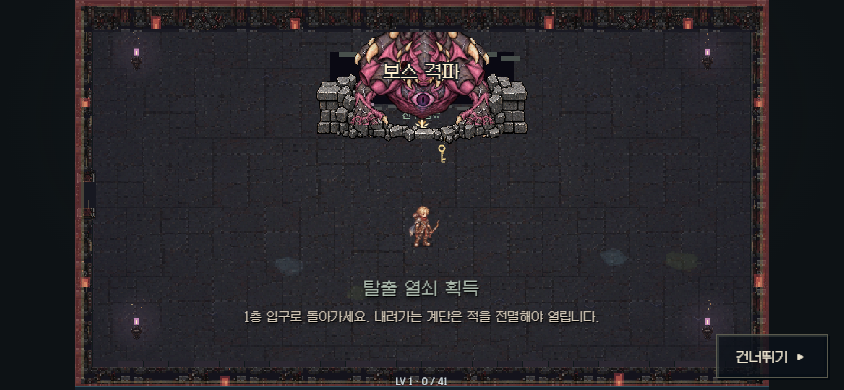 보스 격파
탈출 열쇠 획득
1층 입구로 돌아가세요. 내려가는 계단은 적을 전멸해야 열립니다.
건너뛰기 ▶
LV 1 · 0 / 41